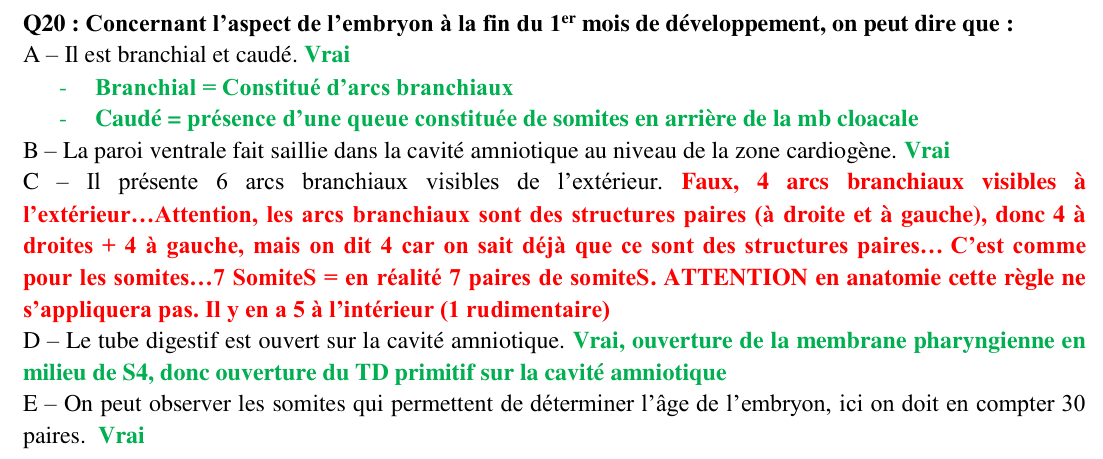 Q20 : Concernant l’aspect de l’embryon à la fin du 1er mois de développement, on peut dire que :
A – Il est branchial et caudé. Vrai
- Branchial = Constitué d’arcs branchiaux
- Caudé = présence d’une queue constituée de somites en arrière de la mb cloacale
B – La paroi ventrale fait saillie dans la cavité amniotique au niveau de la zone cardiogène. Vrai
C – Il présente 6 arcs branchiaux visibles de l’extérieur. Faux, 4 arcs branchiaux visibles à
l’extérieur…Attention, les arcs branchiaux sont des structures paires (à droite et à gauche), donc 4 à
droites + 4 à gauche, mais on dit 4 car on sait déjà que ce sont des structures paires… C’est comme
pour les somites…7 SomiteS = en réalité 7 paires de somiteS. ATTENTION en anatomie cette règle ne
s’appliquera pas. Il y en a 5 à l’intérieur (1 rudimentaire)
D – Le tube digestif est ouvert sur la cavité amniotique. Vrai, ouverture de la membrane pharyngienne en
milieu de S4, donc ouverture du TD primitif sur la cavité amniotique
E – On peut observer les somites qui permettent de déterminer l’âge de l’embryon, ici on doit en compter 30
paires. Vrai